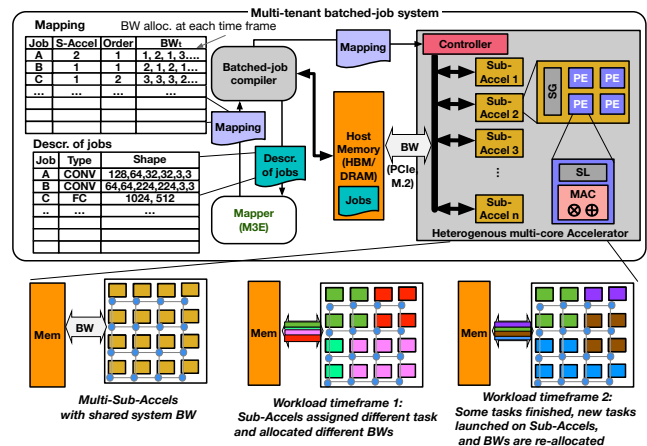 Multi-tenant batched-job system
Mapping
BW alloc. at each time frame
Job S-Accel Order BWt
A 2 1 1, 2, 1, 3....
B 1 1 2, 1, 2, 1...
C 1 2 3, 3, 3, 2...
... ... ... ...
Descr. of jobs
Job Type Shape
A CONV 128,64,32,32,3,3
B CONV 64,64,224,224,3,3
C FC 1024, 512
.. ... ...
Batched-job
compiler
Mapping
Mapping
Descr.
of jobs
Mapper
(M3E)
Host
Memory
(HBM/
DRAM)
Jobs
BW
(PCIe,
M.2)
Controller
Sub-
Accel 1
Sub-
Accel 2
Sub-
Accel 3
⋮
Sub-
Accel n
SG
PE PE
PE PE
SL
MAC
⊗ ⊕
Heterogenous multi-core Accelerator
Mem
BW
Multi-Sub-Accels
with shared system BW
Mem
Workload timeframe 1:
Sub-Accels assigned different task
and allocated different BWs
Mem
Workload timeframe 2:
Some tasks finished, new tasks
launched on Sub-Accels,
and BWs are re-allocated